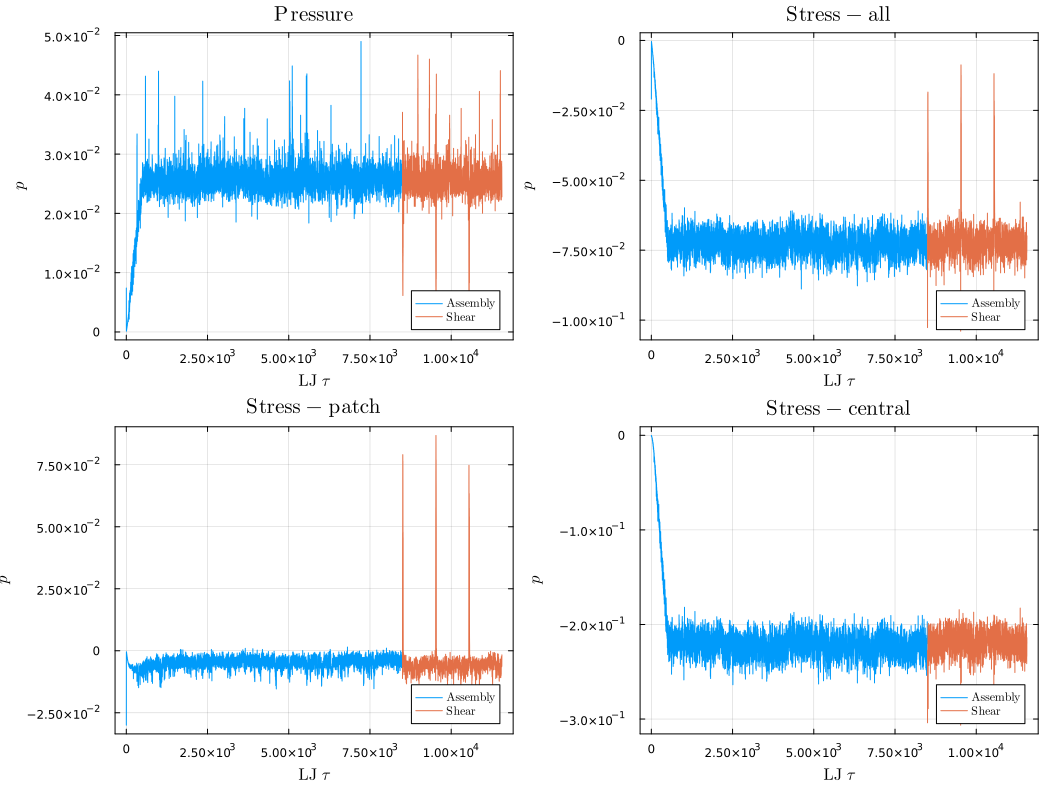 Pressure
5.0×10⁻²
4.0×10⁻²
3.0×10⁻²
2.0×10⁻²
1.0×10⁻²
0
p
0 2.50×10³ 5.00×10³ 7.50×10³ 1.00×10⁴
LJ τ
Assembly
Shear
Stress − all
0
−2.50×10⁻²
−5.00×10⁻²
−7.50×10⁻²
−1.00×10⁻¹
p
0 2.50×10³ 5.00×10³ 7.50×10³ 1.00×10⁴
LJ τ
Assembly
Shear
Stress − patch
7.50×10⁻²
5.00×10⁻²
2.50×10⁻²
0
−2.50×10⁻²
p
0 2.50×10³ 5.00×10³ 7.50×10³ 1.00×10⁴
LJ τ
Assembly
Shear
Stress − central
0
−1.0×10⁻¹
−2.0×10⁻¹
−3.0×10⁻¹
p
0 2.50×10³ 5.00×10³ 7.50×10³ 1.00×10⁴
LJ τ
Assembly
Shear